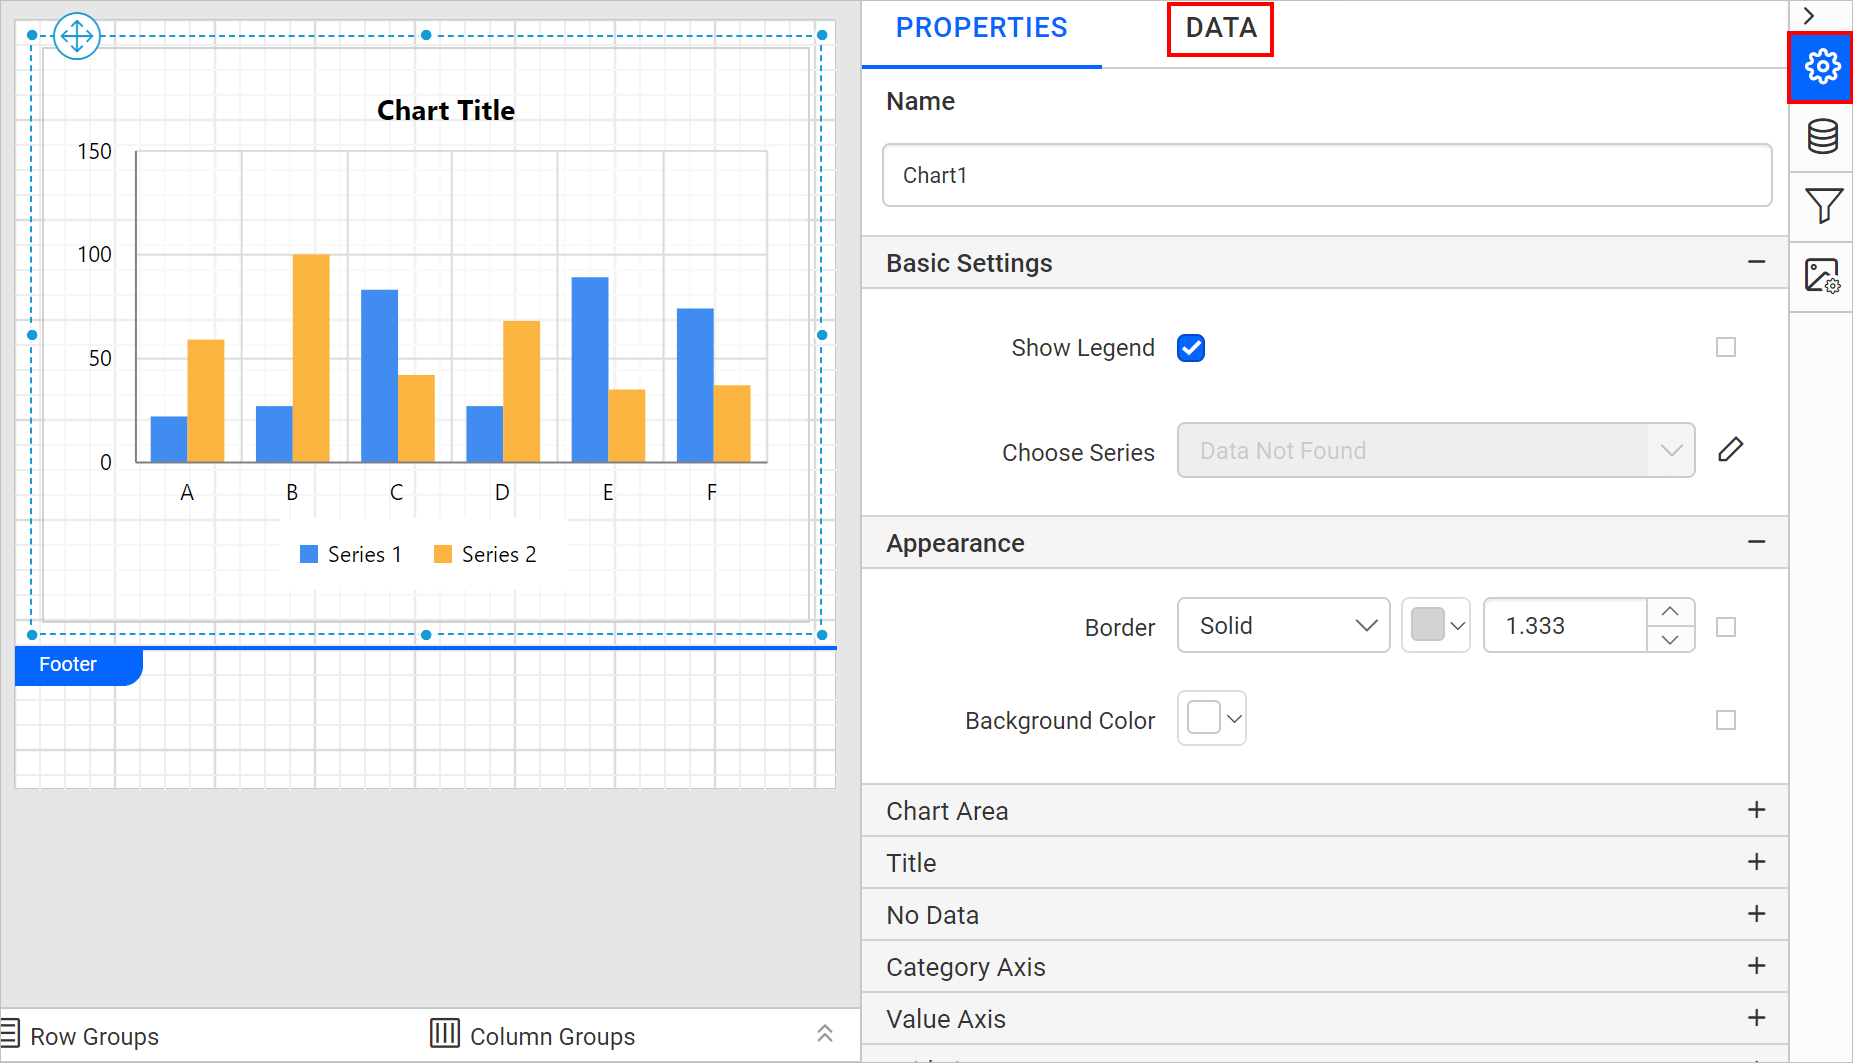 Chart Title
150
100
50
0
A B C D E F
Series 1 Series 2
Footer
Row Groups Column Groups
PROPERTIES DATA
Name
Chart1
Basic Settings
Show Legend
Choose Series Data Not Found
Appearance
Border Solid 1.333
Background Color
Chart Area
Title
No Data
Category Axis
Value Axis